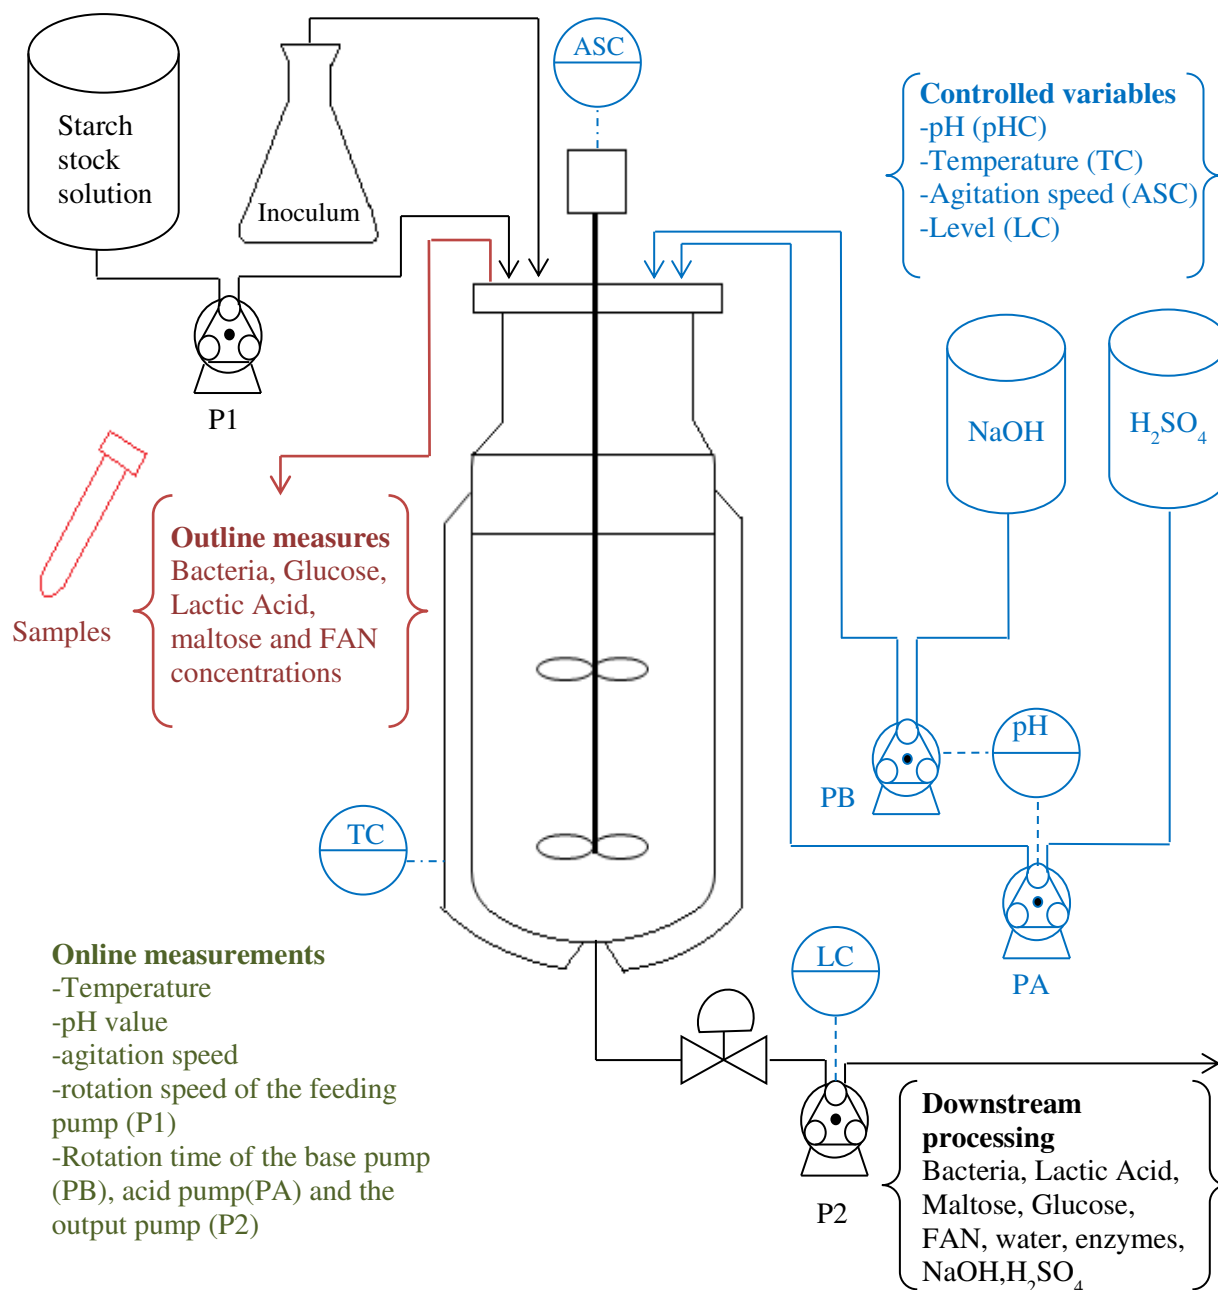 ASC
Starch
stock
solution
Inoculum
Controlled variables
-pH (pHC)
-Temperature (TC)
-Agitation speed (ASC)
-Level (LC)
P1
NaOH
H₂SO₄
Outline measures
Bacteria, Glucose,
Lactic Acid,
maltose and FAN
concentrations
Samples
pH
PB
TC
PA
LC
Online measurements
-Temperature
-pH value
-agitation speed
-rotation speed of the feeding
pump (P1)
-Rotation time of the base pump
(PB), acid pump(PA) and the
output pump (P2)
P2
Downstream
processing
Bacteria, Lactic Acid,
Maltose, Glucose,
FAN, water, enzymes,
NaOH,H₂SO₄